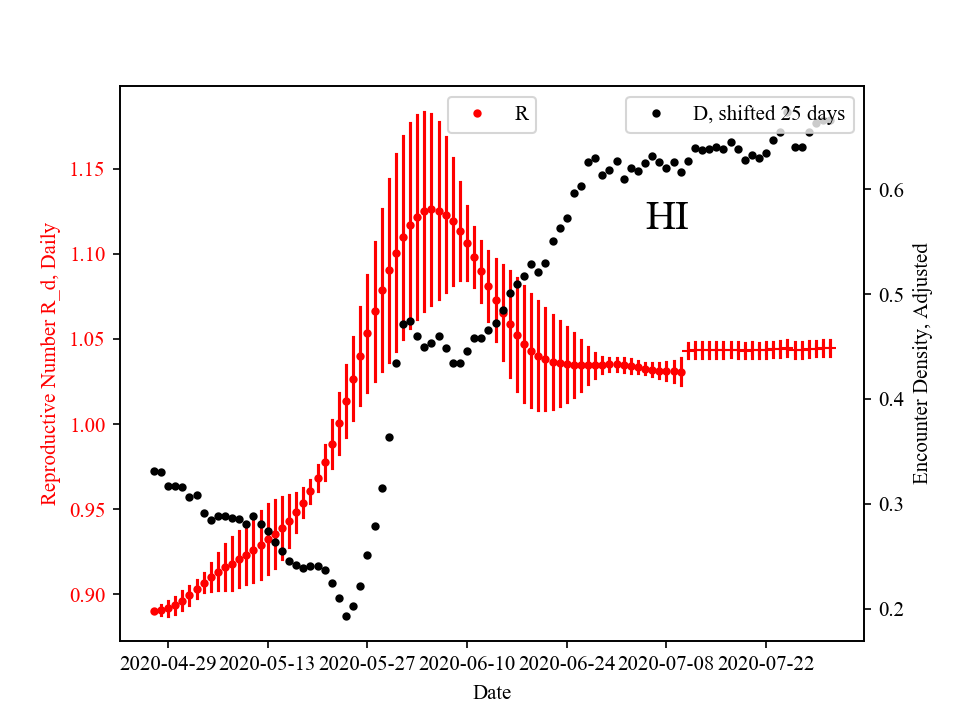 R
D, shifted 25 days
HI
Reproductive Number R_d, Daily
1.15
1.10
1.05
1.00
0.95
0.90
0.6
0.5
0.4
0.3
0.2
Encounter Density, Adjusted
2020-04-29 2020-05-13 2020-05-27 2020-06-10 2020-06-24 2020-07-08 2020-07-22
Date